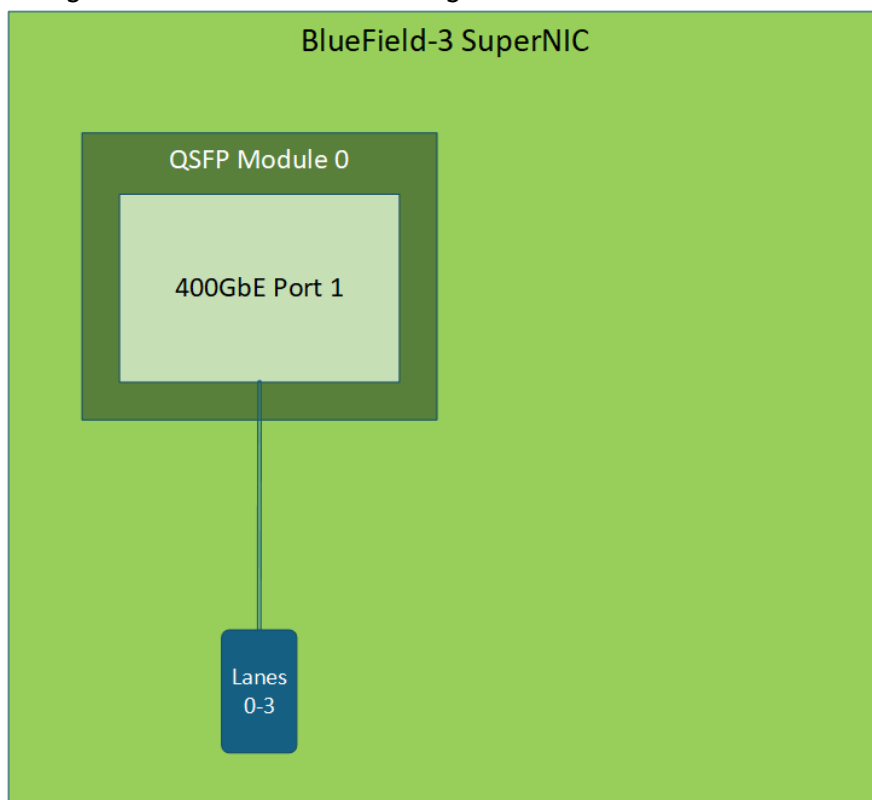 BlueField-3 SuperNIC
QSFP Module 0
400GbE Port 1
Lanes
0-3